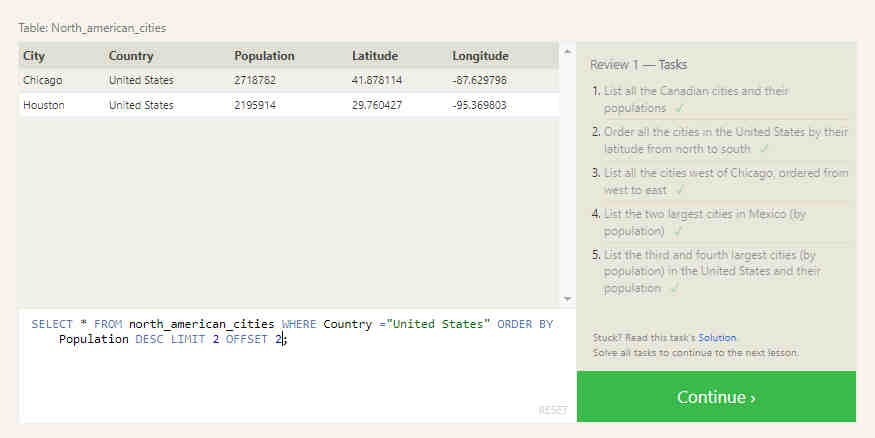 Table: North_american_cities
City Country Population Latitude Longitude
Chicago United States 2718782 41.878114 -87.629798
Houston United States 2195914 29.760427 -95.369803
SELECT * FROM north_american_cities WHERE Country ="United States" ORDER BY
Population DESC LIMIT 2 OFFSET 2;
RESET
Review 1 — Tasks
1. List all the Canadian cities and their
populations ✓
2. Order all the cities in the United States by their
latitude from north to south ✓
3. List all the cities west of Chicago, ordered from
west to east ✓
4. List the two largest cities in Mexico (by
population) ✓
5. List the third and fourth largest cities (by
population) in the United States and their
population ✓
Stuck? Read this task's Solution.
Solve all tasks to continue to the next lesson.
Continue ›